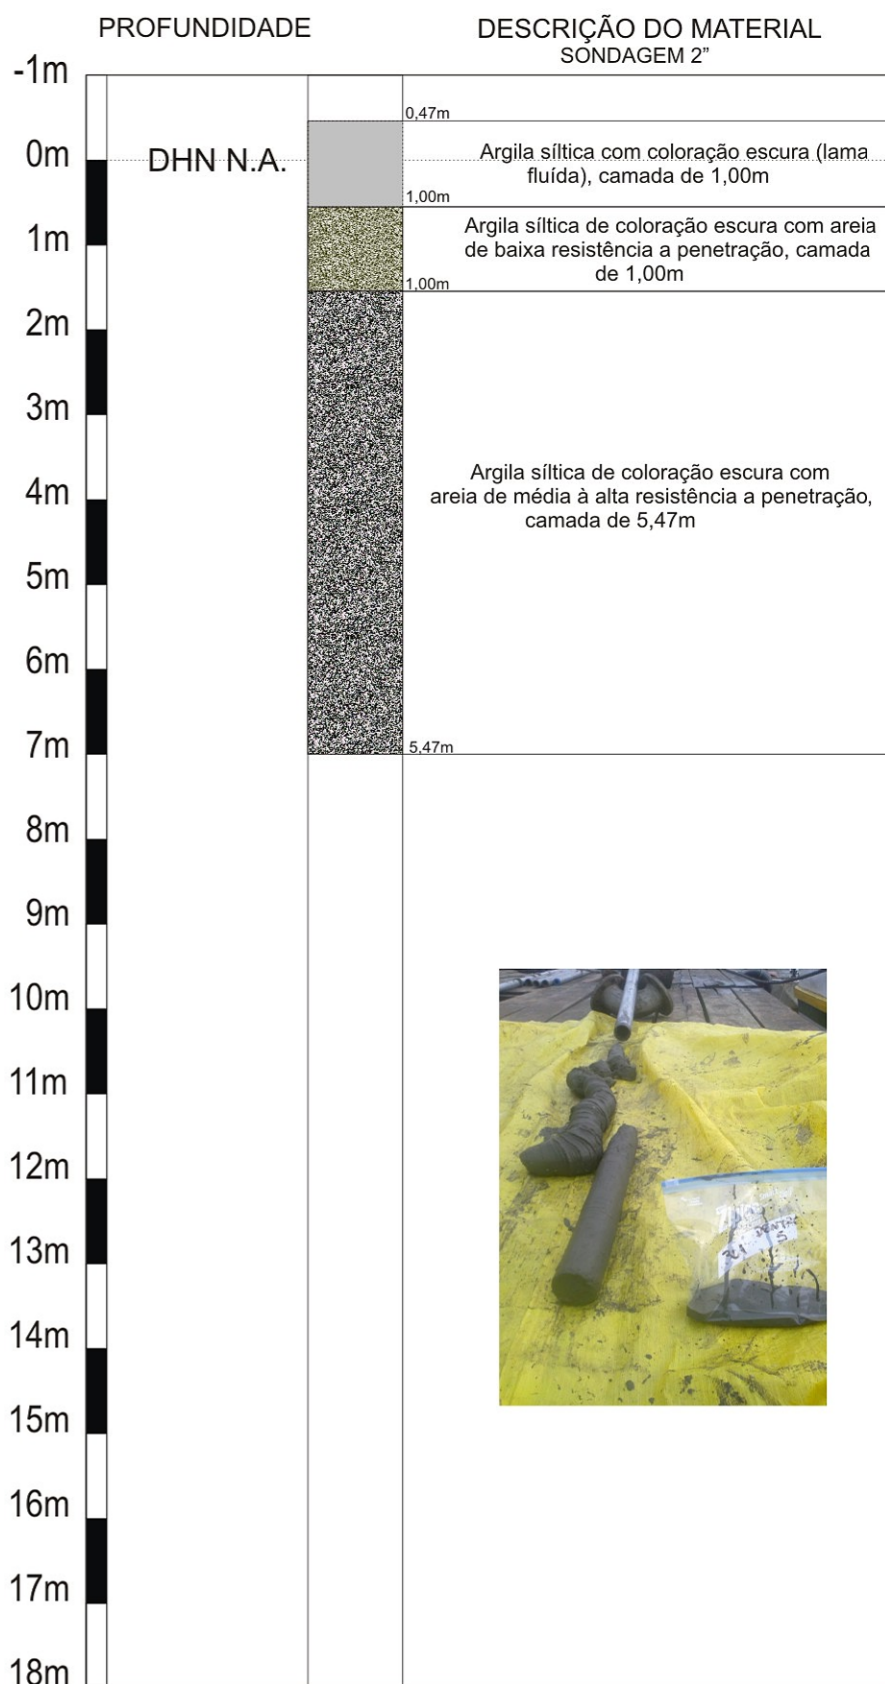 PROFUNDIDADE
DESCRIÇÃO DO MATERIAL
SONDAGEM 2”
-1m
0,47m
0m
DHN N.A.
Argila síltica com coloração escura (lama
fluída), camada de 1,00m
1,00m
1m
Argila síltica de coloração escura com areia
de baixa resistência a penetração, camada
de 1,00m
1,00m
2m
3m
4m
Argila síltica de coloração escura com
areia de média à alta resistência a penetração,
camada de 5,47m
5m
6m
7m
5,47m
8m
9m
10m
11m
12m
13m
14m
15m
16m
17m
18m